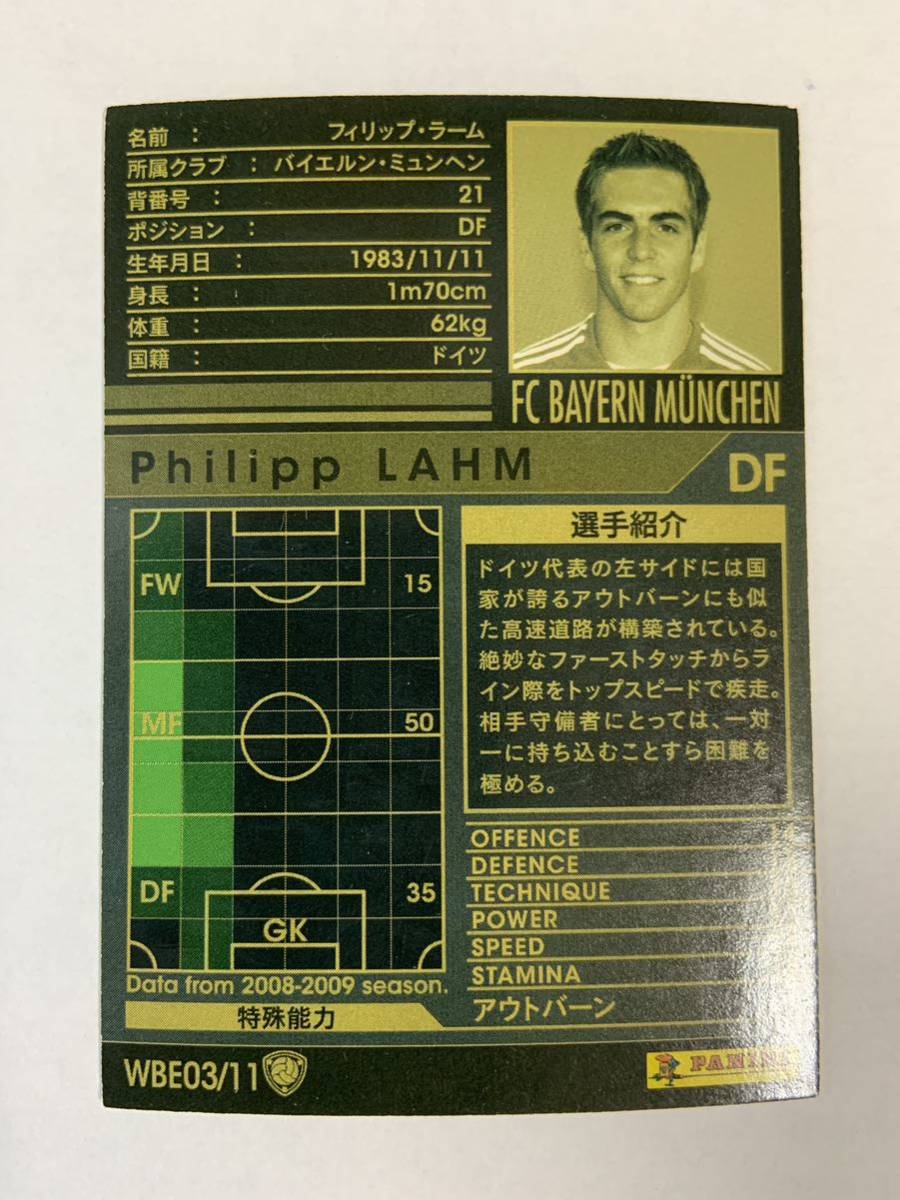 名前 : フィリップ・ラーム
所属クラブ : バイエルン・ミュンヘン
背番号 : 21
ポジション : DF
生年月日 : 1983/11/11
身長 : 1m70cm
体重 : 62kg
国籍 : ドイツ
FC BAYERN MÜNCHEN
Philipp LAHM
DF
FW 15
MF 50
DF 35
GK
Data from 2008-2009 season.
特殊能力
選手紹介
ドイツ代表の左サイドには国
家が誇るアウトバーンにも似
た高速道路が構築されている。
絶妙なファーストタッチからラ
イン際をトップスピードで疾走。
相手守備者にとっては、一対
一に持ち込むことすら困難を
極める。
OFFENCE
DEFENCE
TECHNIQUE
POWER
SPEED
STAMINA
アウトバーン
WBE03/11
PANINI